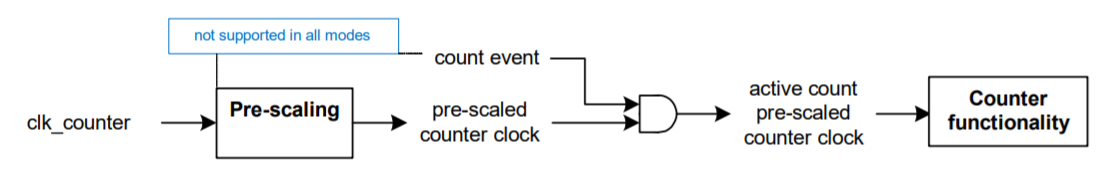 not supported in all modes
count event
clk_counter
Pre-scaling
pre-scaled
counter clock
active count
pre-scaled
counter clock
Counter
functionality